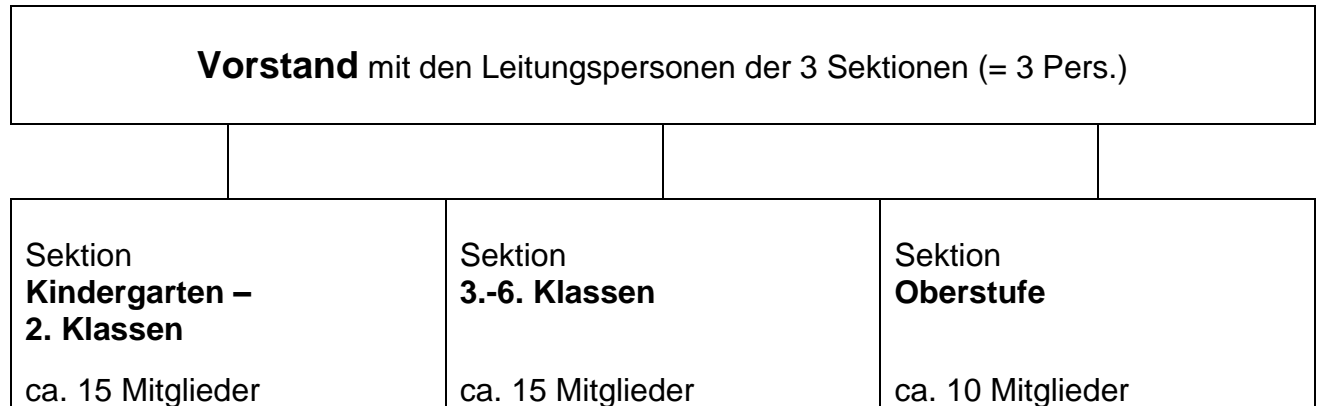 Vorstand mit den Leitungspersonen der 3 Sektionen (= 3 Pers.)
Sektion
Kindergarten –
2. Klassen
ca. 15 Mitglieder
Sektion
3.-6. Klassen
ca. 15 Mitglieder
Sektion
Oberstufe
ca. 10 Mitglieder